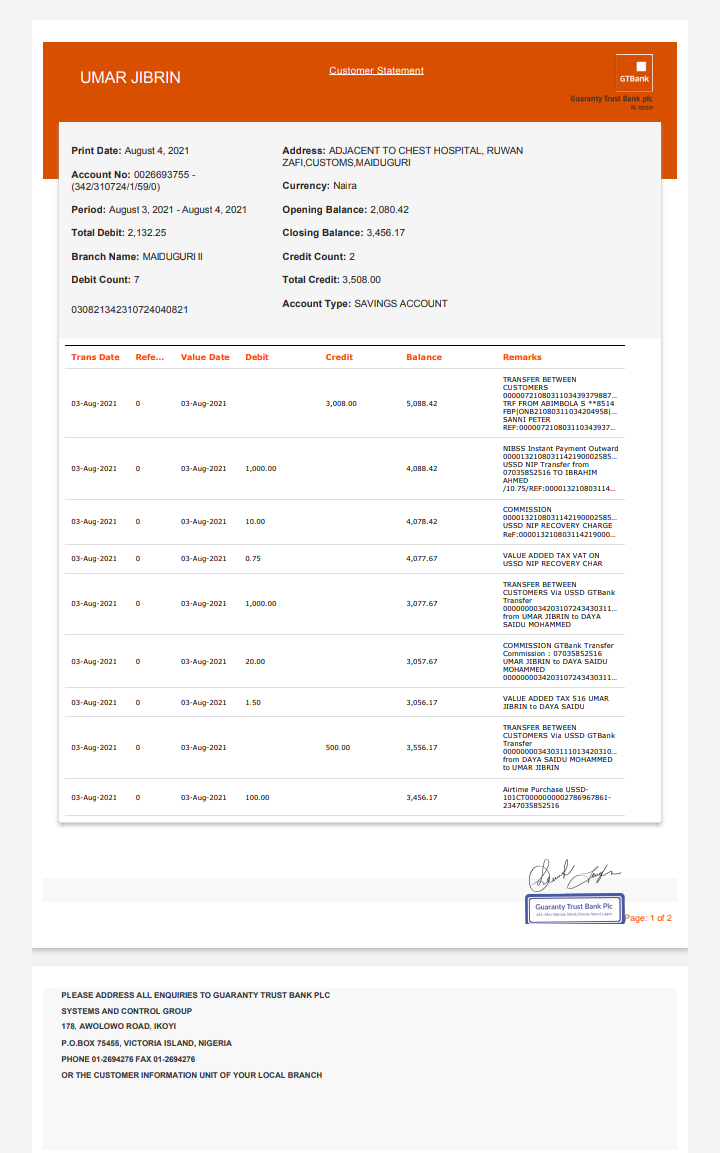 UMAR JIBRIN
Customer Statement
GTBank
Guaranty Trust Bank plc
RC 152321
Print Date: August 4, 2021
Account No: 0026693755 -
(342/310724/1/59/0)
Period: August 3, 2021 - August 4, 2021
Total Debit: 2,132.25
Branch Name: MAIDUGURI II
Debit Count: 7
030821342310724040821
Address: ADJACENT TO CHEST HOSPITAL, RUWAN
ZAFI,CUSTOMS,MAIDUGURI
Currency: Naira
Opening Balance: 2,080.42
Closing Balance: 3,456.17
Credit Count: 2
Total Credit: 3,508.00
Account Type: SAVINGS ACCOUNT
Trans Date Refe... Value Date Debit Credit Balance Remarks
03-Aug-2021 0 03-Aug-2021 3,008.00 5,088.42
TRANSFER BETWEEN
CUSTOMERS
0000072108031103439379887...
TRF FROM ABIMBOLA S **8514
FBP|ONB21080311034204958|...
SANNI PETER
REF:000007210803110343937...
03-Aug-2021 0 03-Aug-2021 1,000.00 4,088.42
NIBSS Instant Payment Outward
0000132108031142190002585...
USSD NIP Transfer from
07035852516 TO IBRAHIM
AHMED
/10.75/REF:000013210803114...
03-Aug-2021 0 03-Aug-2021 10.00 4,078.42
COMMISSION
0000132108031142190002585...
USSD NIP RECOVERY CHARGE
ReF:000013210803114219000...
03-Aug-2021 0 03-Aug-2021 0.75 4,077.67
VALUE ADDED TAX VAT ON
USSD NIP RECOVERY CHAR
03-Aug-2021 0 03-Aug-2021 1,000.00 3,077.67
TRANSFER BETWEEN
CUSTOMERS Via USSD GTBank
Transfer
0000000034203107243430311...
from UMAR JIBRIN to DAYA
SAIDU MOHAMMED
03-Aug-2021 0 03-Aug-2021 20.00 3,057.67
COMMISSION GTBank Transfer
Commission : 07035852516
UMAR JIBRIN to DAYA SAIDU
MOHAMMED
0000000034203107243430311...
03-Aug-2021 0 03-Aug-2021 1.50 3,056.17
VALUE ADDED TAX 516 UMAR
JIBRIN to DAYA SAIDU
03-Aug-2021 0 03-Aug-2021 500.00 3,556.17
TRANSFER BETWEEN
CUSTOMERS Via USSD GTBank
Transfer
0000000034303111013420310...
from DAYA SAIDU MOHAMMED
to UMAR JIBRIN
03-Aug-2021 0 03-Aug-2021 100.00 3,456.17
Airtime Purchase USSD-
101CT0000000002786967861-
2347035852516
Guaranty Trust Bank Plc
Page: 1 of 2
PLEASE ADDRESS ALL ENQUIRIES TO GUARANTY TRUST BANK PLC
SYSTEMS AND CONTROL GROUP
178, AWOLOWO ROAD, IKOYI
P.O.BOX 75455, VICTORIA ISLAND, NIGERIA
PHONE 01-2694276 FAX 01-2694276
OR THE CUSTOMER INFORMATION UNIT OF YOUR LOCAL BRANCH